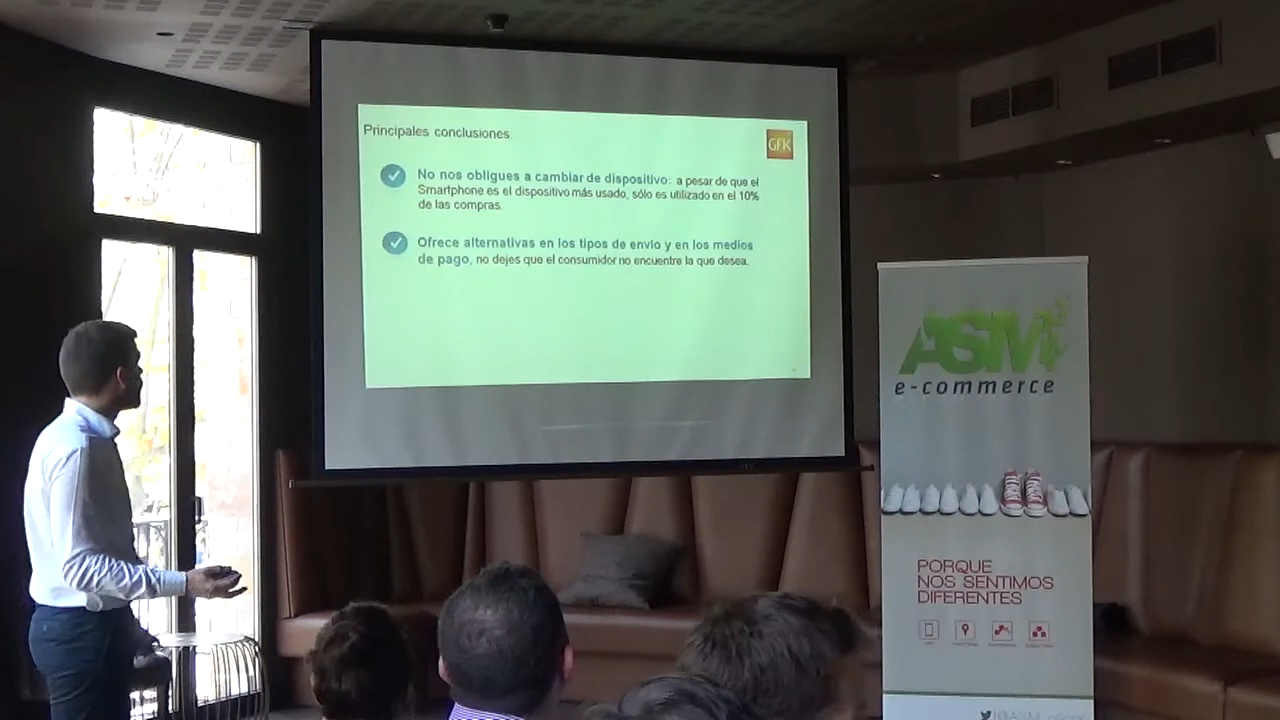 Principales conclusiones.
GfK
No nos obligues a cambiar de dispositivo: a pesar de que el
Smartphone es el dispositivo más usado, sólo es utilizado en el 10%
de las compras.
Ofrece alternativas en los tipos de envío y en los medios
de pago, no dejes que el consumidor no encuentre la que desea.
ASM
e-commerce
PORQUE
NOS SENTIMOS
DIFERENTES